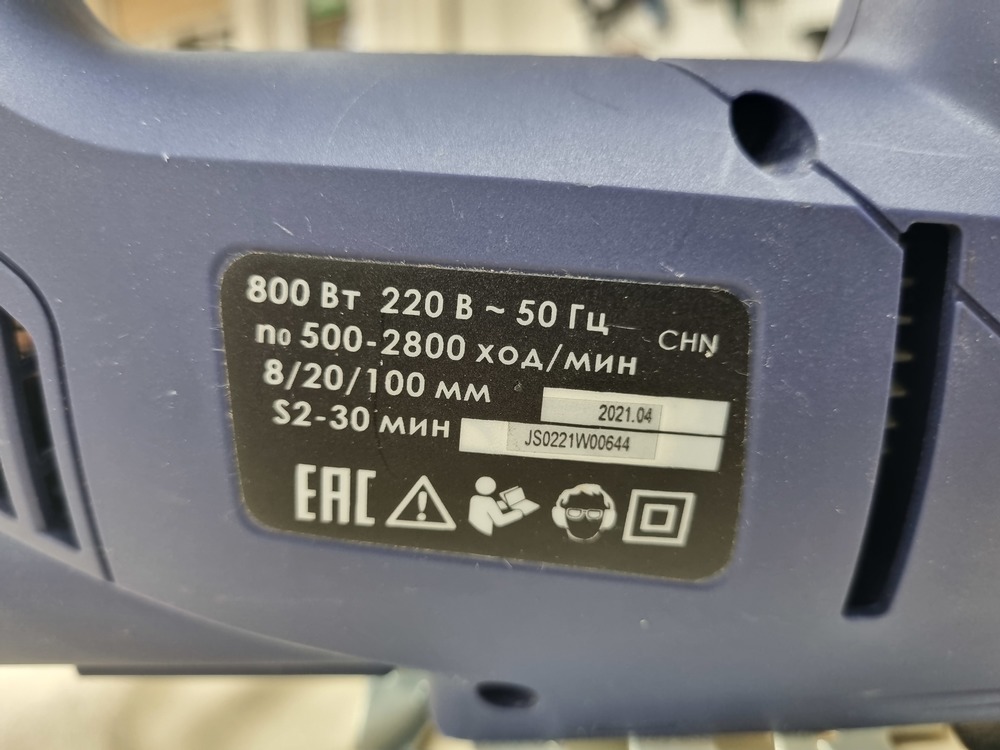 800 Вт 220 В ~ 50 Гц
CHN
no 500-2800 ход/мин
8/20/100 мм
2021.04
S2-30 мин
JS0221W00644
EAC